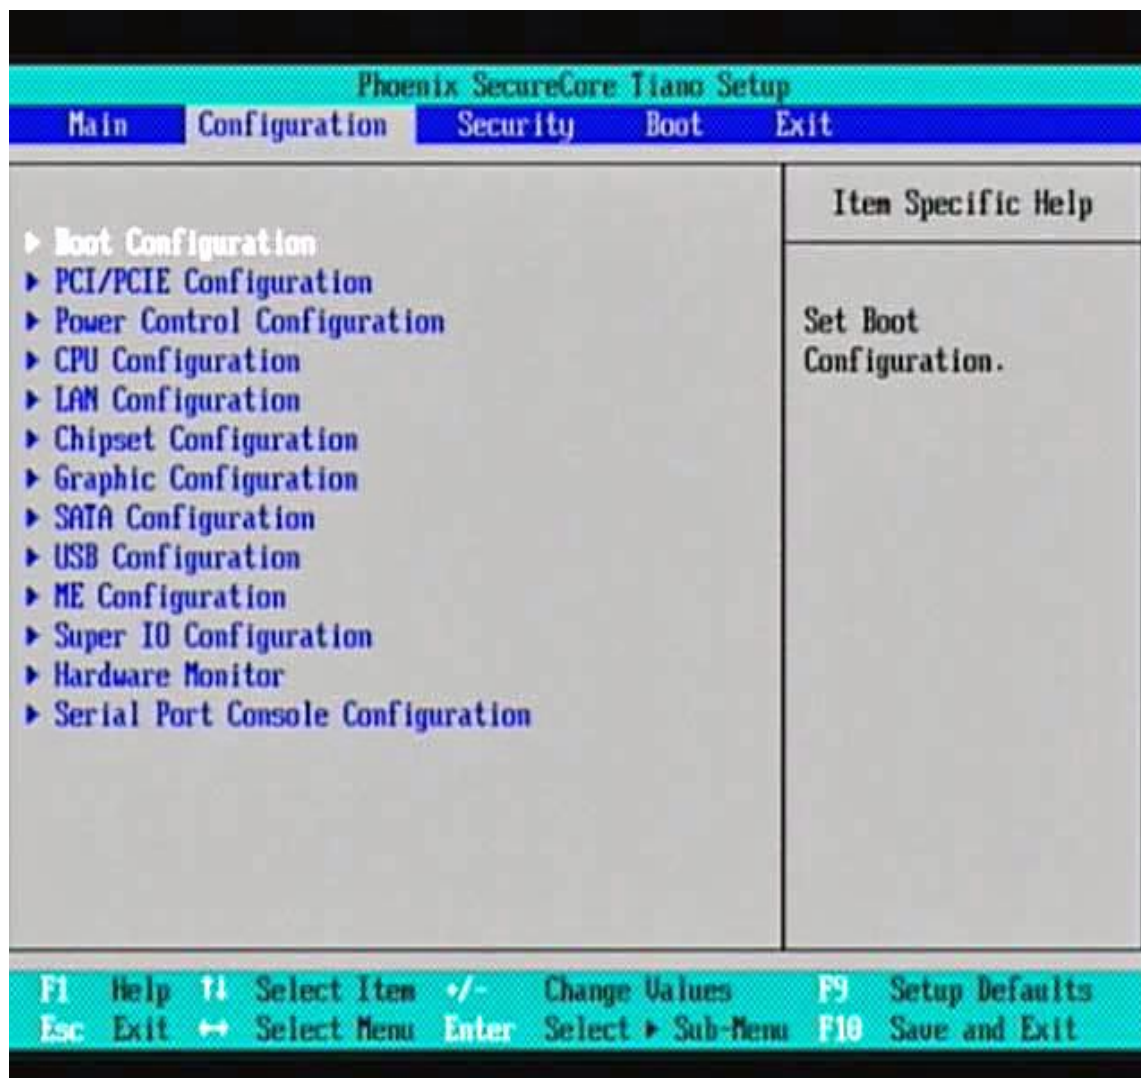 Phoenix SecureCore Tiano Setup
Main Configuration Security Boot Exit
Item Specific Help
▶ Boot Configuration
▶ PCI/PCIE Configuration
▶ Power Control Configuration
▶ CPU Configuration
▶ LAN Configuration
▶ Chipset Configuration
▶ Graphic Configuration
▶ SATA Configuration
▶ USB Configuration
▶ ME Configuration
▶ Super IO Configuration
▶ Hardware Monitor
▶ Serial Port Console Configuration
Set Boot
Configuration.
F1 Help ↑↓ Select Item +/- Change Values F9 Setup Defaults
Esc Exit ↔ Select Menu Enter Select ▶ Sub-Menu F10 Save and Exit